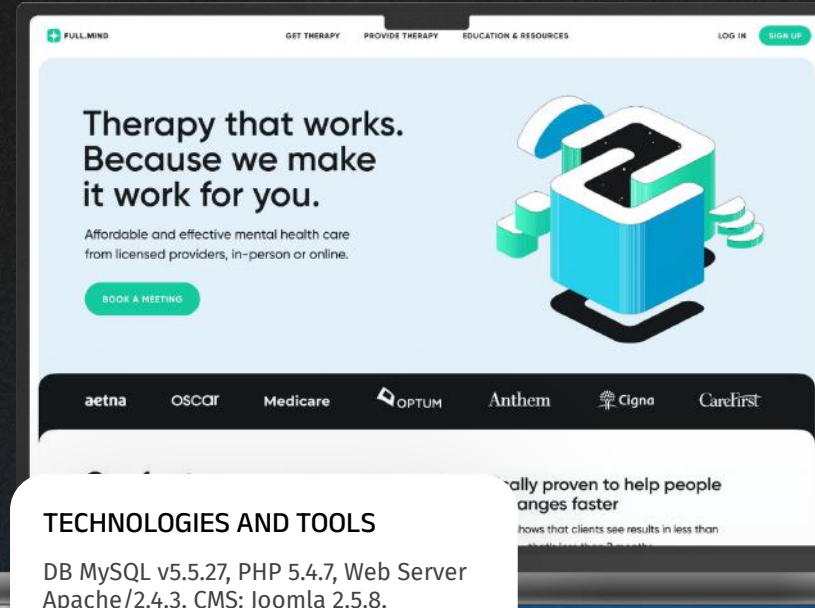 FULL.MIND
GET THERAPY PROVIDE THERAPY EDUCATION & RESOURCES
LOG IN SIGN UP
Therapy that works.
Because we make
it work for you.
Affordable and effective mental health care
from licensed providers, in-person or online.
BOOK A MEETING
aetna oscar Medicare OPTUM Anthem Cigna CareFirst
ally proven to help people
anges faster
hows that clients see results in less than
TECHNOLOGIES AND TOOLS
DB MySQL v5.5.27, PHP 5.4.7, Web Server
Apache/2.4.3, CMS: Joomla 2.5.8.